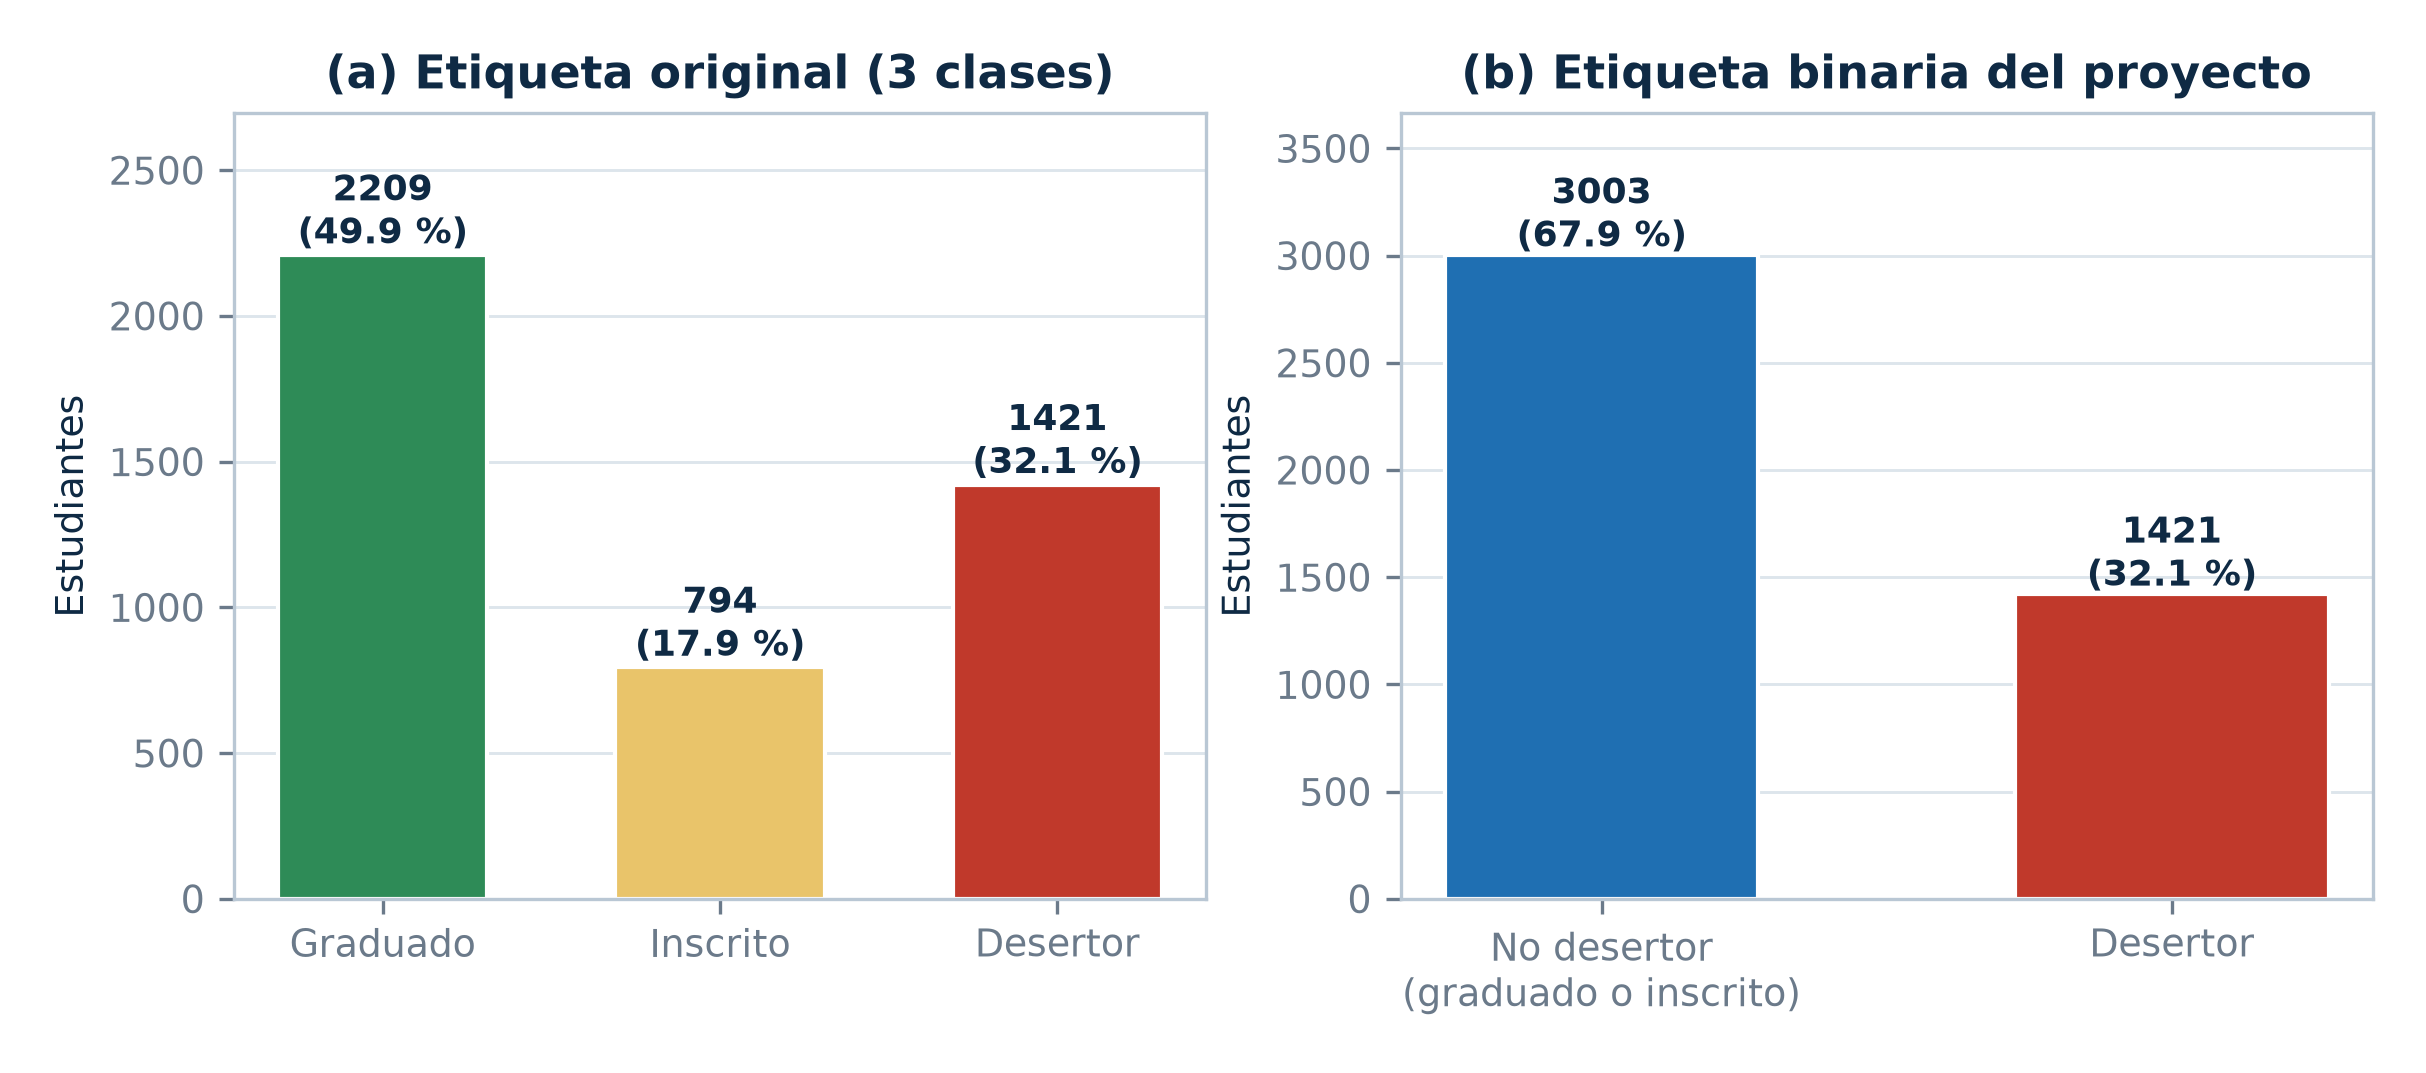 (a) Etiqueta original (3 clases)
Estudiantes
2500
2000
1500
1000
500
0
2209
(49.9 %)
794
(17.9 %)
1421
(32.1 %)
Graduado
Inscrito
Desertor
(b) Etiqueta binaria del proyecto
Estudiantes
3500
3000
2500
2000
1500
1000
500
0
3003
(67.9 %)
1421
(32.1 %)
No desertor
(graduado o inscrito)
Desertor